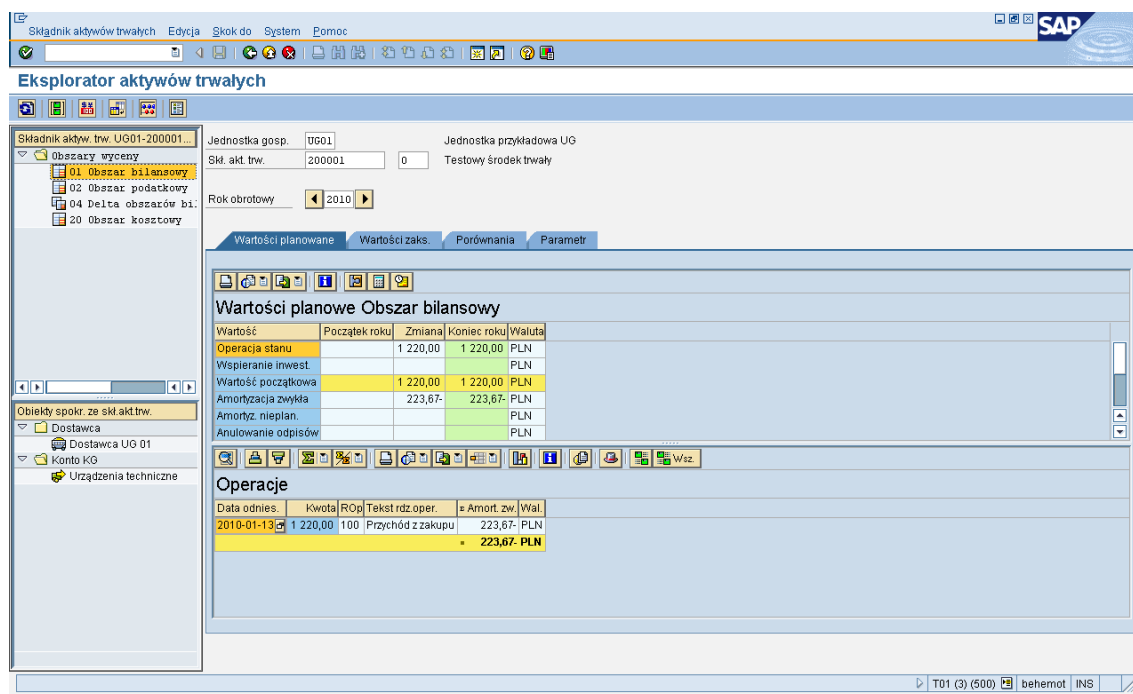 Składnik aktywów trwałych Edycja Skok do System Pomoc
SAP
Eksplorator aktywów trwałych
Składnik aktyw. trw. UG01-200001...
Obszary wyceny
01 Obszar bilansowy
02 Obszar podatkowy
04 Delta obszarów bi
20 Obszar kosztowy
Jednostka gosp. UG01 Jednostka przykładowa UG
Skł. akt. trw. 200001 0 Testowy środek trwały
Rok obrotowy 2010
Wartości planowane Wartości zaks. Porównania Parametr
Wartości planowe Obszar bilansowy
Wartość Początek roku Zmiana Koniec roku Waluta
Operacja stanu 1 220,00 1 220,00 PLN
Wspieranie inwest. PLN
Wartość początkowa 1 220,00 1 220,00 PLN
Amortyzacja zwykła 223,67- 223,67- PLN
Amortyz. nieplan. PLN
Anulowanie odpisów PLN
Obiekty spokr. ze skł.akt.trw.
Dostawca
Dostawca UG 01
Konto KG
Urządzenia techniczne
Wsz.
Operacje
Data odnies. Kwota ROp Tekst rdz.oper. Amort. zw. Wal.
2010-01-13 1 220,00 100 Przychód z zakupu 223,67- PLN
223,67- PLN
T01 (3) (500) behemot INS